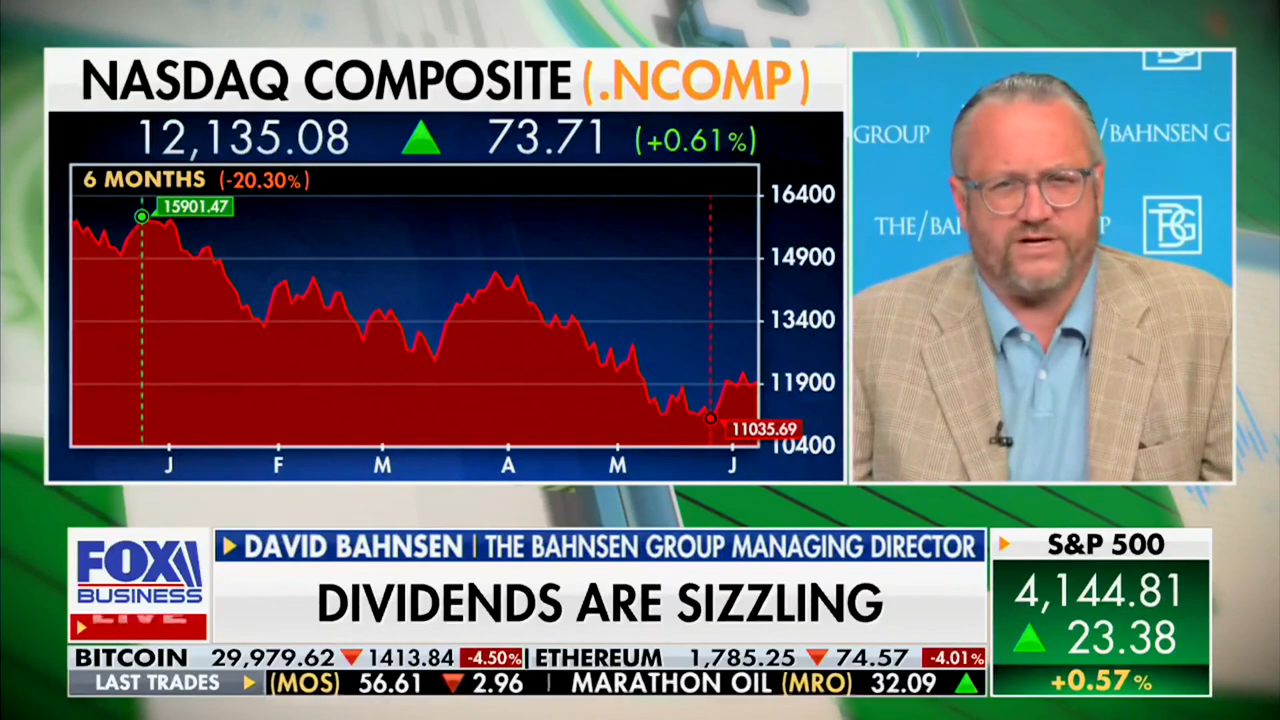 NASDAQ COMPOSITE (.NCOMP)
12,135.08 ▲ 73.71 (+0.61%)
6 MONTHS (-20.30%)
15901.47
16400
14900
13400
11900
10400
11035.69
J F M A M J
GROUP /BAHNSEN G
THE/BA P TBG
DAVID BAHNSEN | THE BAHNSEN GROUP MANAGING DIRECTOR
DIVIDENDS ARE SIZZLING
FOX
BUSINESS
LIVE
S&P 500
4,144.81
▲ 23.38
+0.57%
BITCOIN 29,979.62 ▼ 1413.84 -4.50% | ETHEREUM 1,785.25 ▼ 74.57 -4.01%
LAST TRADES (MOS) 56.61 ▼ 2.96 | MARATHON OIL (MRO) 32.09 ▲